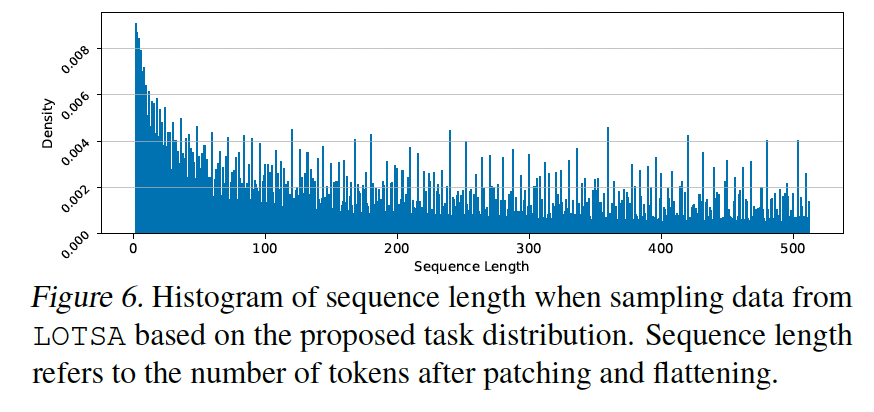 0.008
0.006
0.004
0.002
0.000
Density
0 100 200 300 400 500
Sequence Length
Figure 6. Histogram of sequence length when sampling data from
LOTSA based on the proposed task distribution. Sequence length
refers to the number of tokens after patching and flattening.